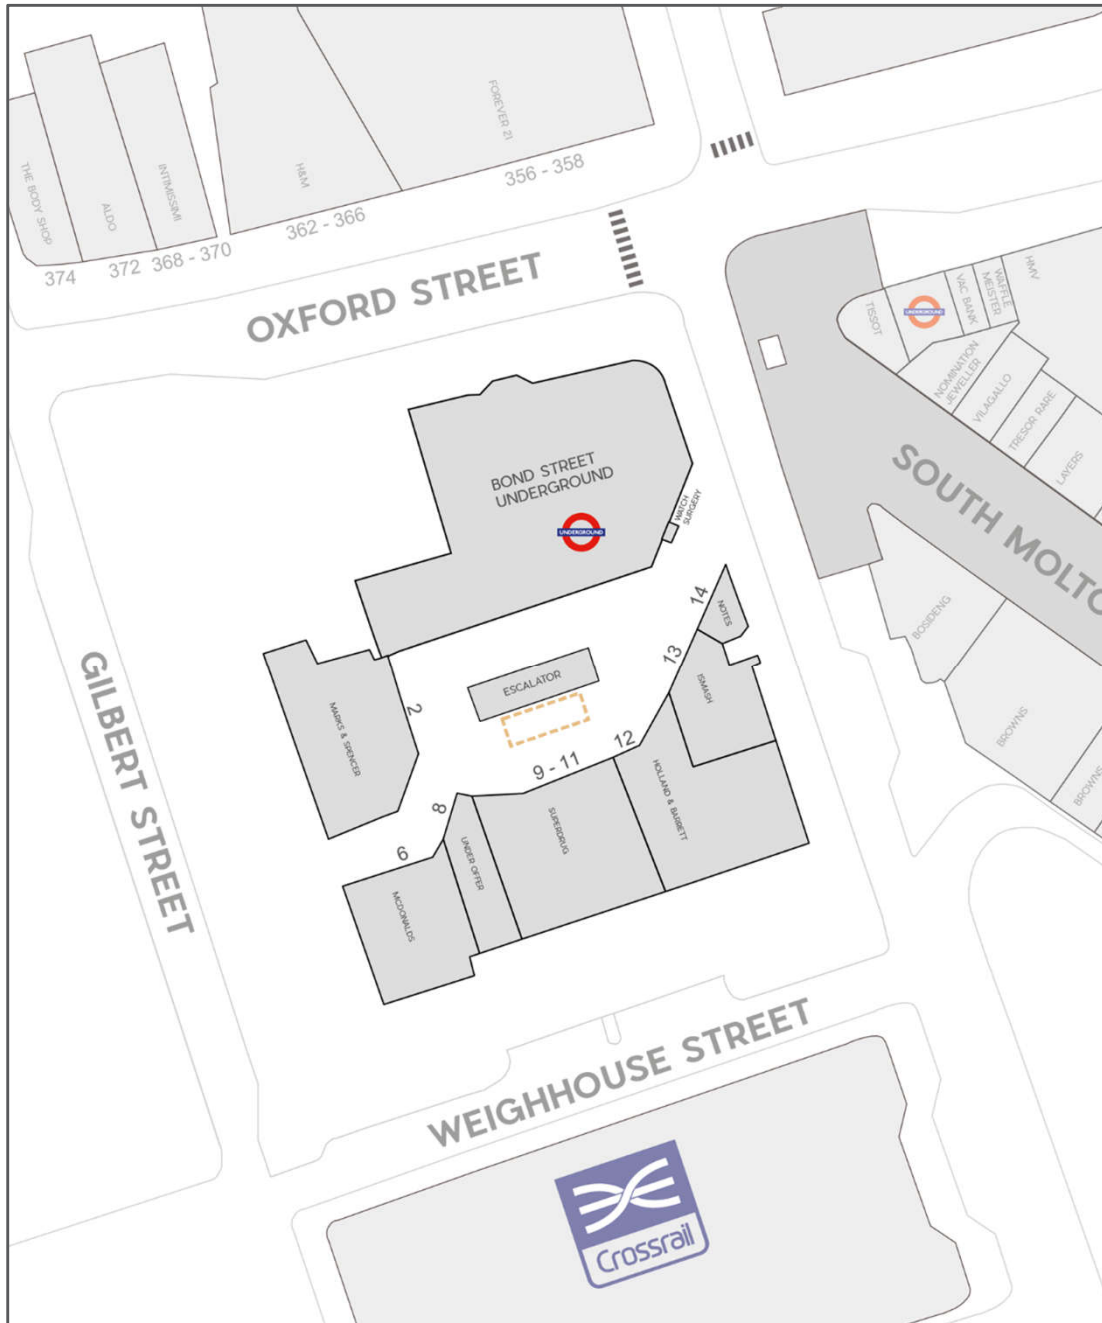 FOREVER 21
THE BODY SHOP
ALDO
INTIMISSIMI
H&M
356 - 358
362 - 366
368 - 370
372
374
OXFORD STREET
TISSOT
UNDERGROUND
VAC BANK
WAFFLE
MEISTER
HMV
NOMINATION
JEWELLER
VILAGALLO
TRESOR RARE
LAYERS
SOUTH MOLTO
BOND STREET
UNDERGROUND
UNDERGROUND
WATCH
SURGERY
14
NOTES
13
ISMASH
BOSIDENG
BROWNS
BROWNS
ESCALATOR
GILBERT STREET
MARKS & SPENCER
2
12
9 - 11
8
6
HOLLAND & BARRETT
SUPERDRUG
UNDER OFFER
MCDONALDS
WEIGHHOUSE STREET
Crossrail